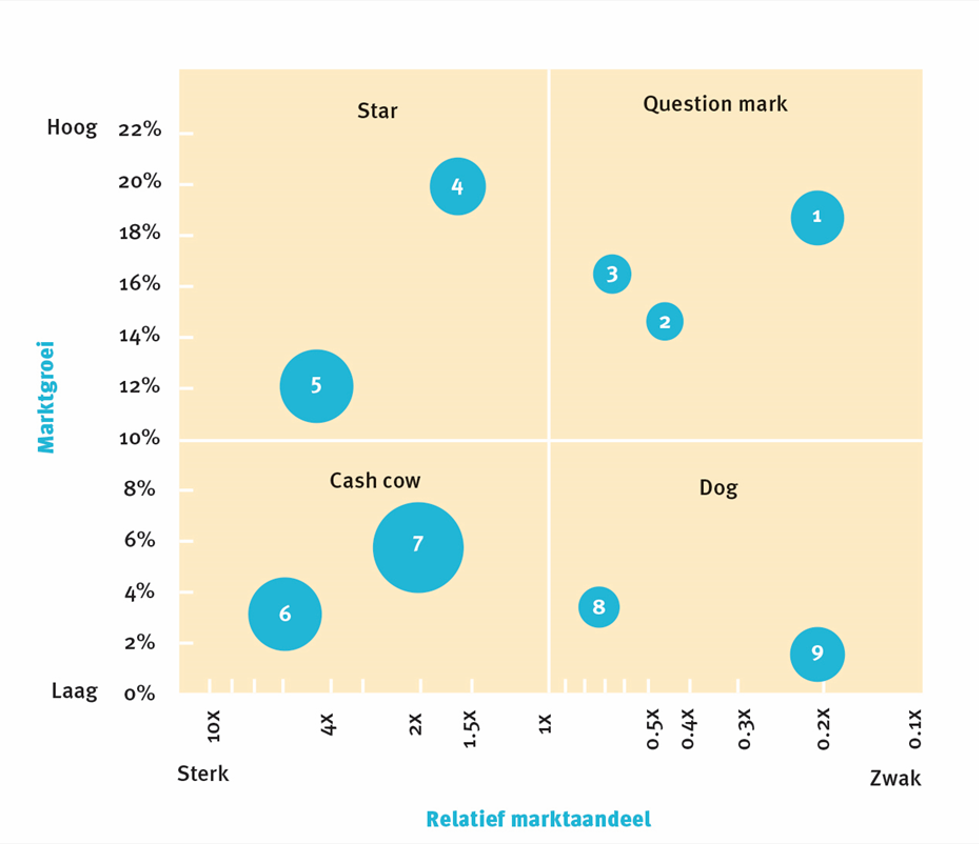 Star
Question mark
Hoog 22%
20%
4
18%
1
16%
3
14%
2
12%
5
10%
Marktgroei
8%
Cash cow
Dog
6%
7
4%
6
8
2%
9
Laag 0%
10X 4X 2X 1.5X 1X 0.5X 0.4X 0.3X 0.2X 0.1X
Sterk
Zwak
Relatief marktaandeel